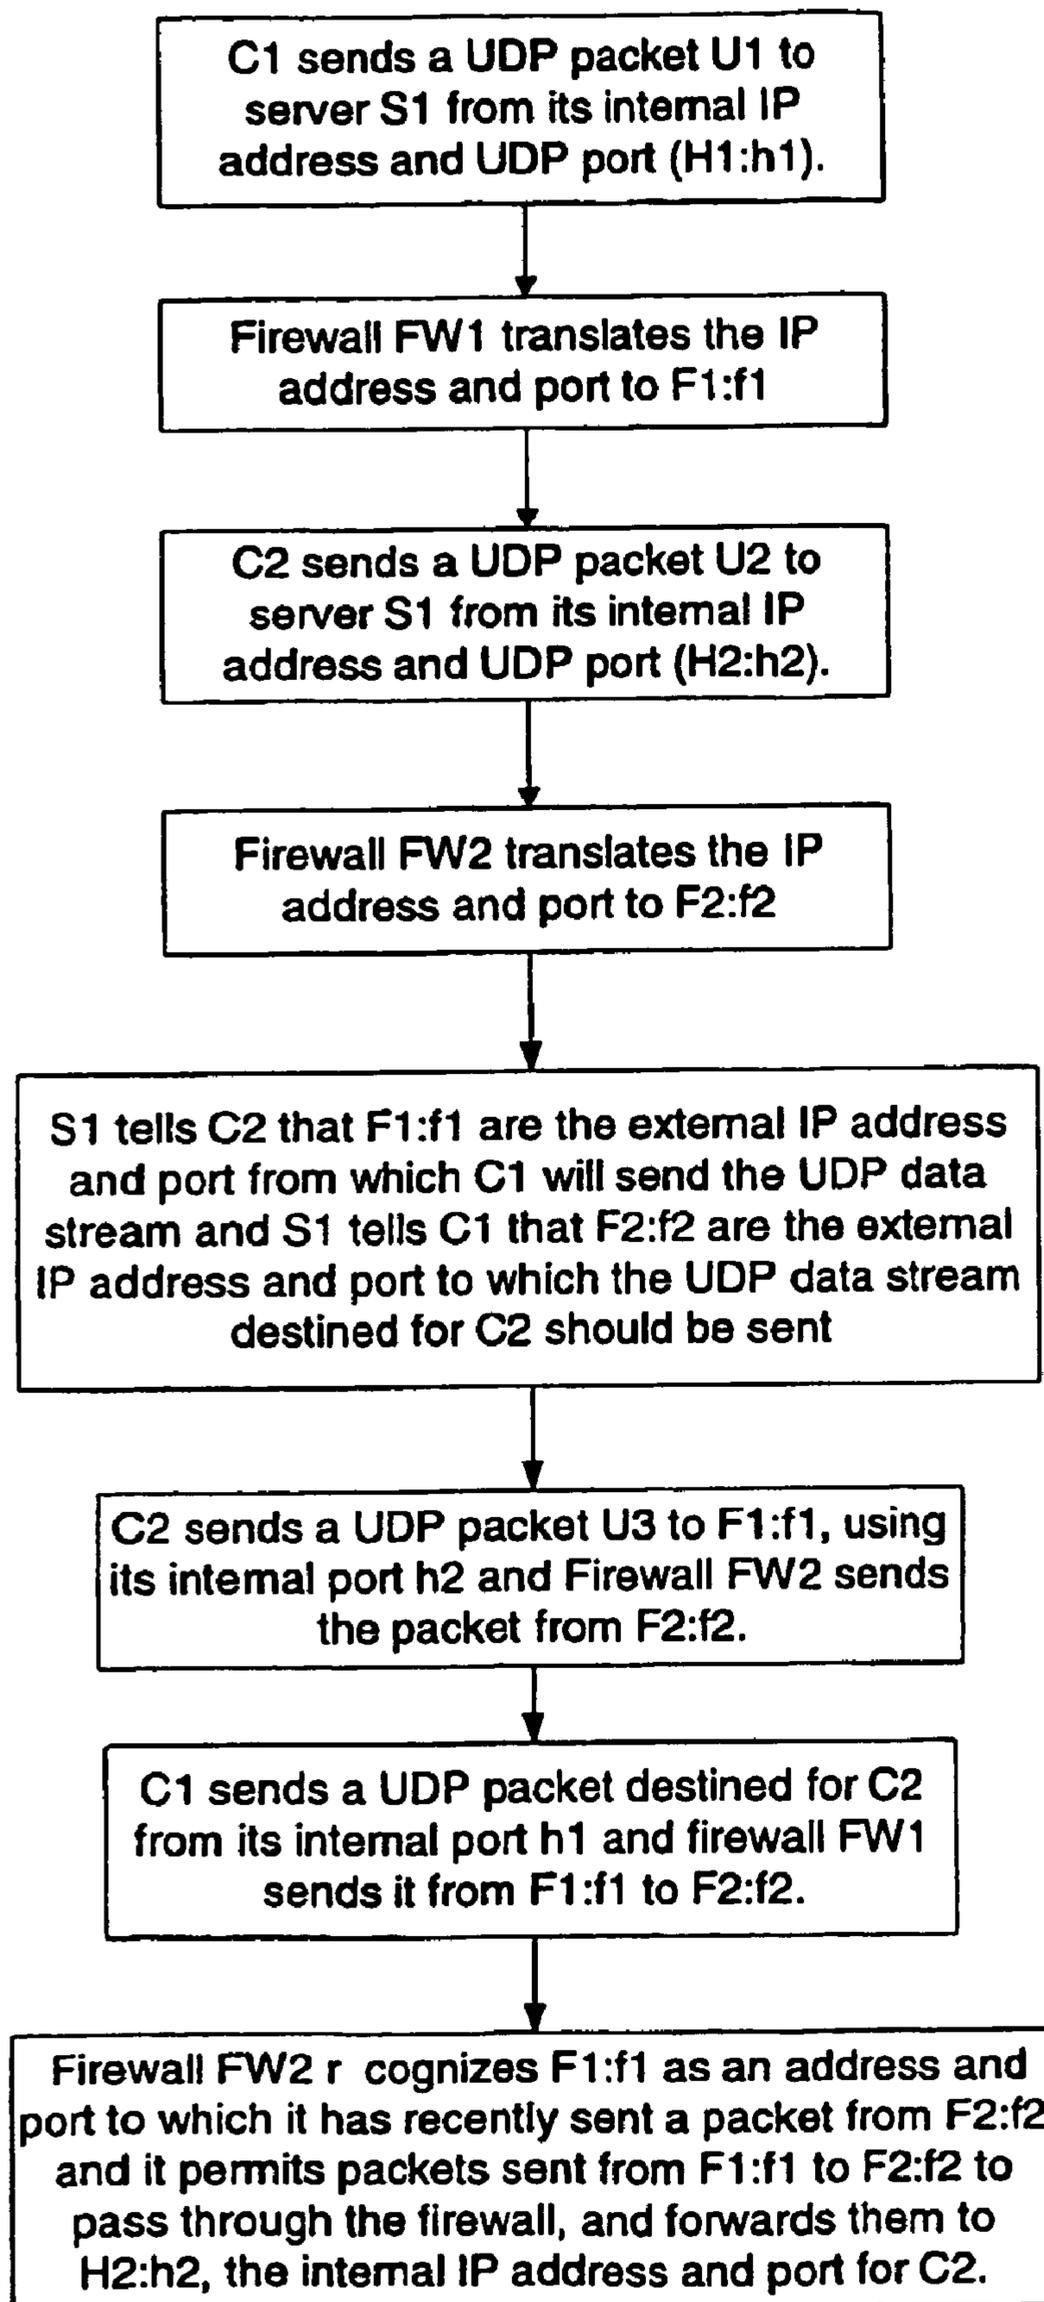 C1 sends a UDP packet U1 to
server S1 from its internal IP
address and UDP port (H1:h1).
Firewall FW1 translates the IP
address and port to F1:f1
C2 sends a UDP packet U2 to
server S1 from its internal IP
address and UDP port (H2:h2).
Firewall FW2 translates the IP
address and port to F2:f2
S1 tells C2 that F1:f1 are the external IP address
and port from which C1 will send the UDP data
stream and S1 tells C1 that F2:f2 are the external
IP address and port to which the UDP data stream
destined for C2 should be sent
C2 sends a UDP packet U3 to F1:f1, using
its internal port h2 and Firewall FW2 sends
the packet from F2:f2.
C1 sends a UDP packet destined for C2
from its internal port h1 and firewall FW1
sends it from F1:f1 to F2:f2.
Firewall FW2 r cognizes F1:f1 as an address and
port to which it has recently sent a packet from F2:f2
and it permits packets sent from F1:f1 to F2:f2 to
pass through the firewall, and forwards them to
H2:h2, the internal IP address and port for C2.